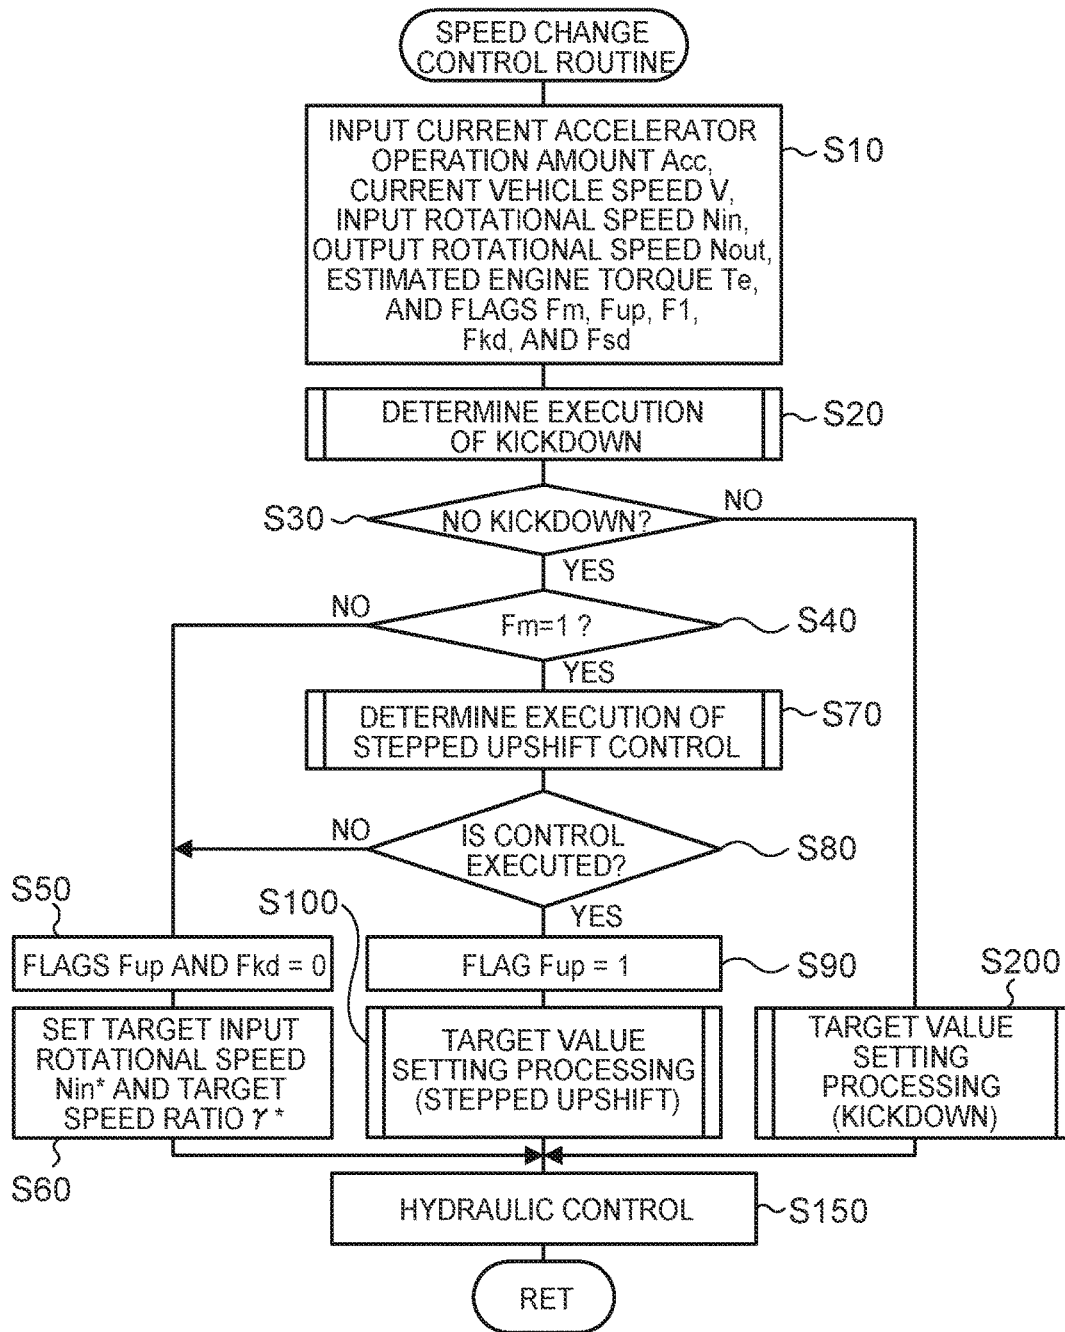 SPEED CHANGE
CONTROL ROUTINE
INPUT CURRENT ACCELERATOR
OPERATION AMOUNT Acc,
CURRENT VEHICLE SPEED V,
INPUT ROTATIONAL SPEED Nin,
OUTPUT ROTATIONAL SPEED Nout,
ESTIMATED ENGINE TORQUE Te,
AND FLAGS Fm, Fup, F1,
Fkd, AND Fsd
S10
DETERMINE EXECUTION
OF KICKDOWN
S20
S30
NO KICKDOWN?
NO
YES
NO
Fm=1 ?
S40
YES
DETERMINE EXECUTION OF
STEPPED UPSHIFT CONTROL
S70
NO
IS CONTROL
EXECUTED?
S80
YES
S50
FLAGS Fup AND Fkd = 0
S100
FLAG Fup = 1
S90
S200
SET TARGET INPUT
ROTATIONAL SPEED
Nin* AND TARGET
SPEED RATIO γ *
S60
TARGET VALUE
SETTING PROCESSING
(STEPPED UPSHIFT)
TARGET VALUE
SETTING
PROCESSING
(KICKDOWN)
HYDRAULIC CONTROL
S150
RET